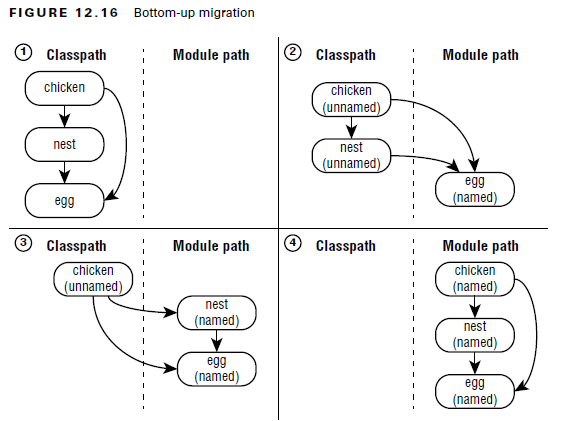 FIGURE 12.16 Bottom-up migration
1 Classpath Module path
chicken
nest
egg
2 Classpath Module path
chicken
(unnamed)
nest
(unnamed)
egg
(named)
3 Classpath Module path
chicken
(unnamed)
nest
(named)
egg
(named)
4 Classpath Module path
chicken
(named)
nest
(named)
egg
(named)